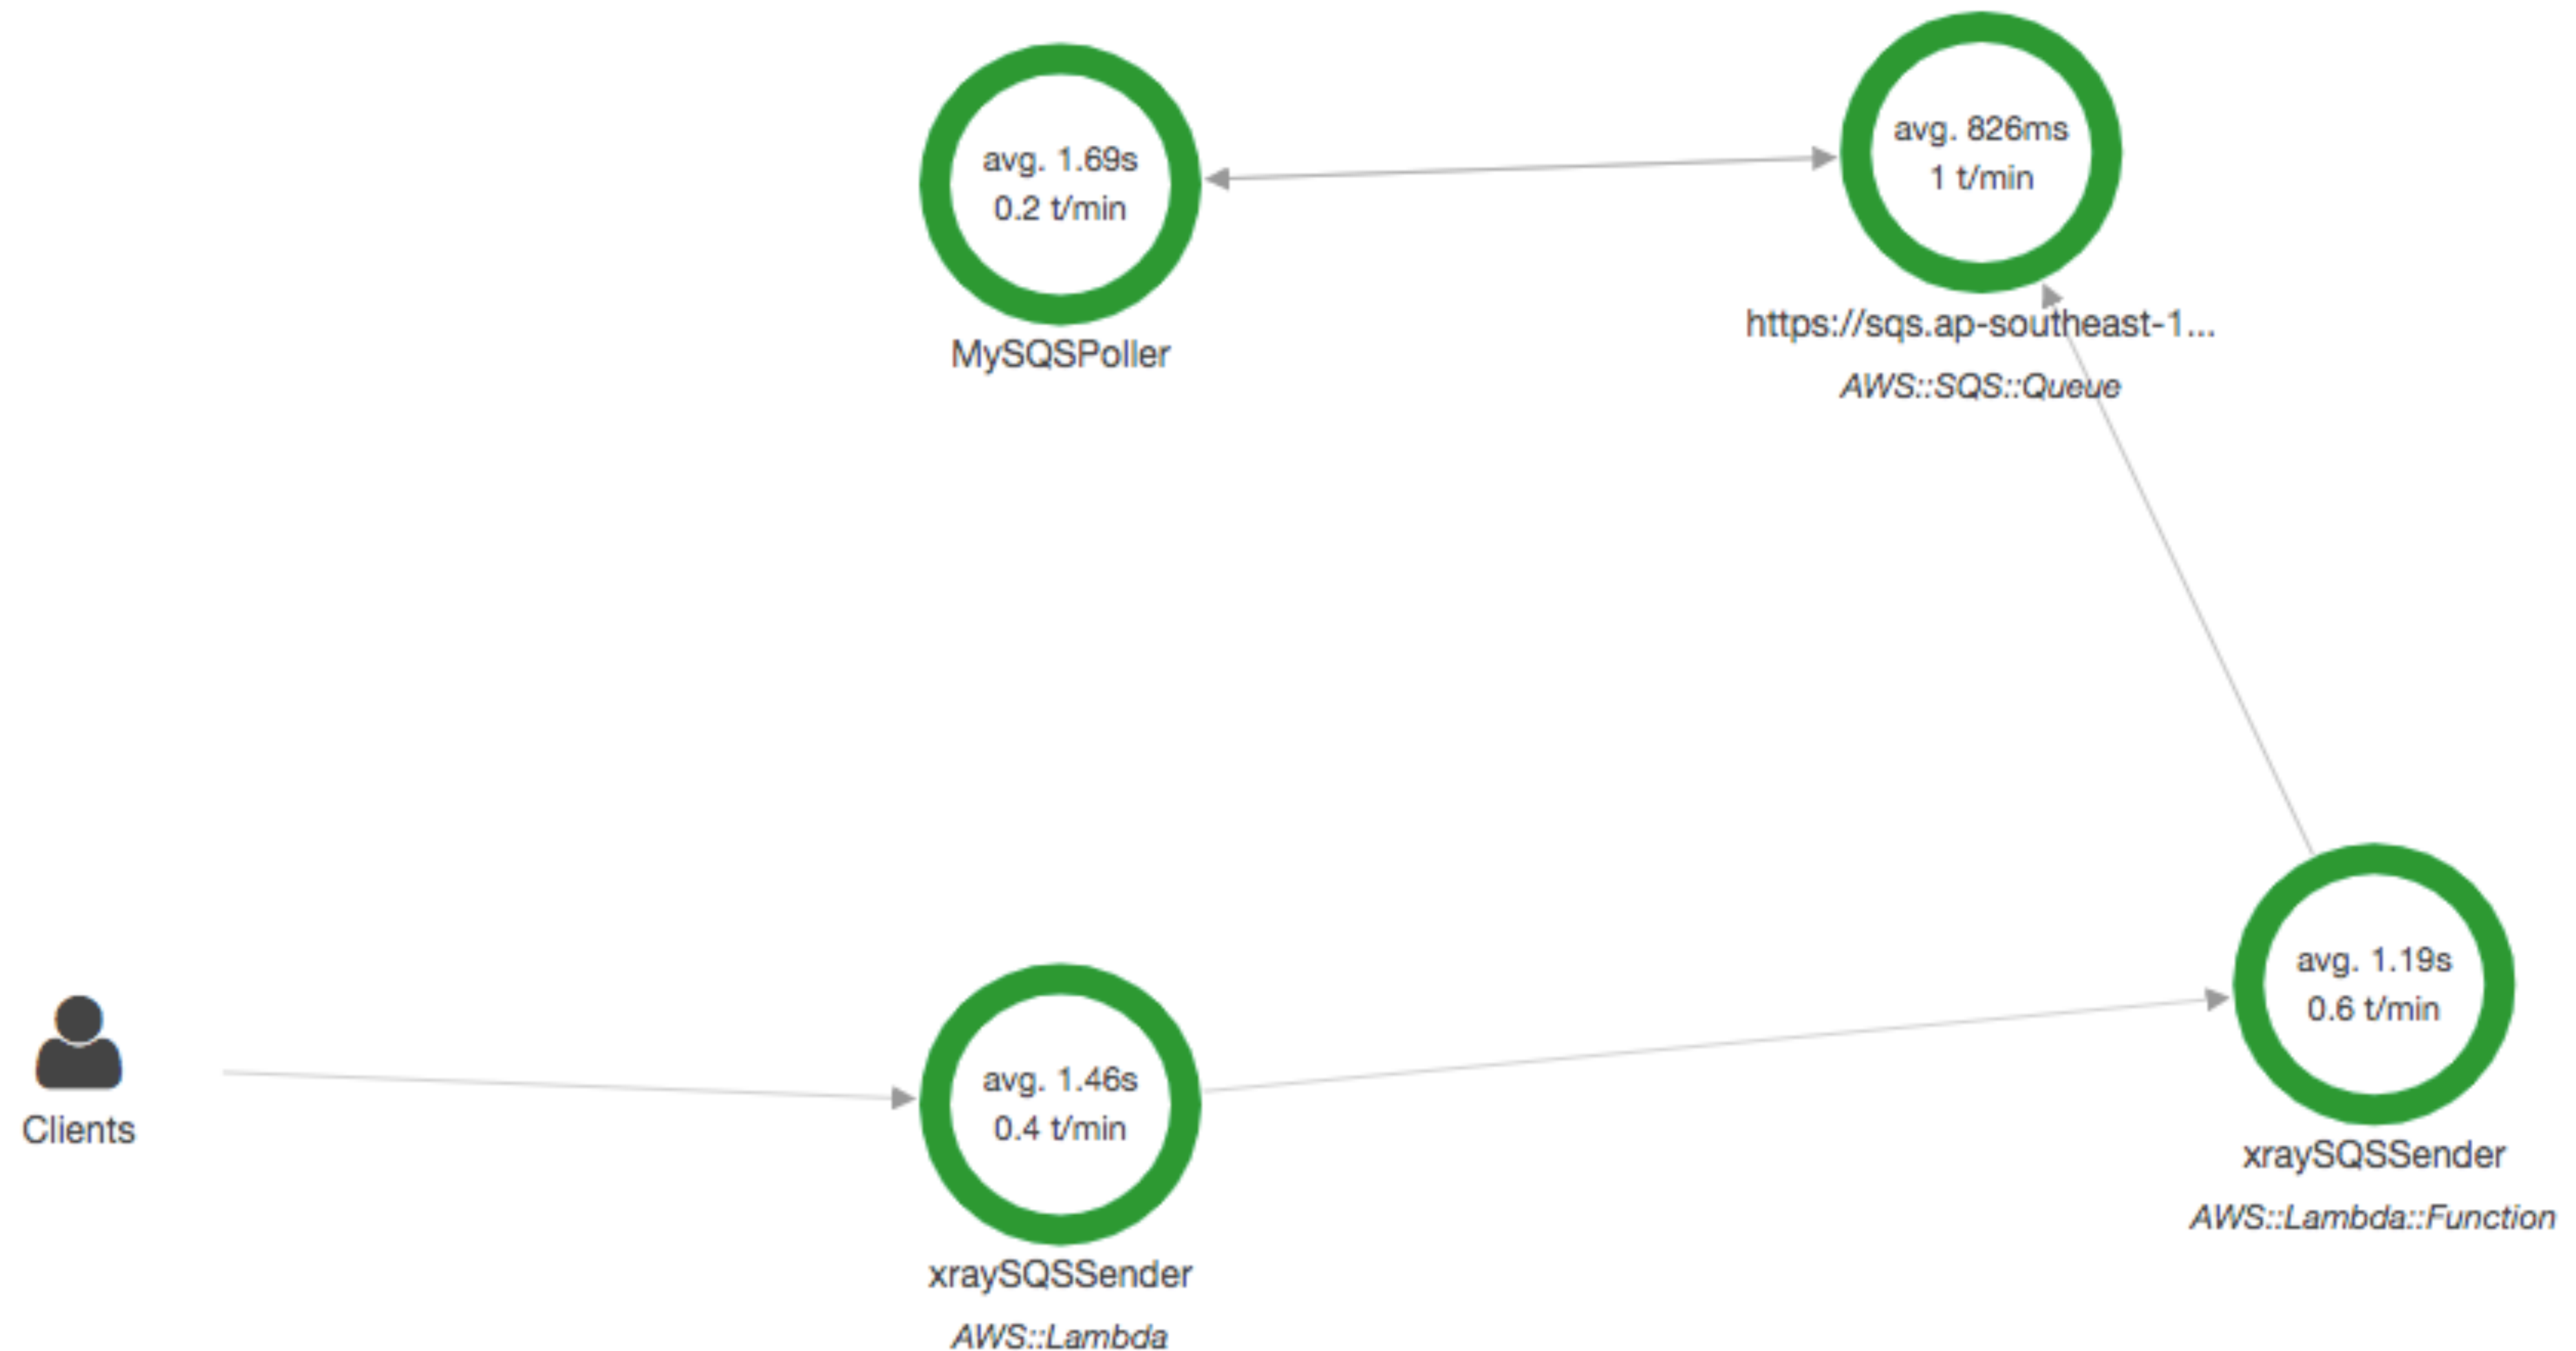 avg. 1.69s
0.2 t/min
MySQSPoller
avg. 826ms
1 t/min
https://sqs.ap-southeast-1...
AWS::SQS::Queue
Clients
avg. 1.46s
0.4 t/min
xraySQSSender
AWS::Lambda
avg. 1.19s
0.6 t/min
xraySQSSender
AWS::Lambda::Function